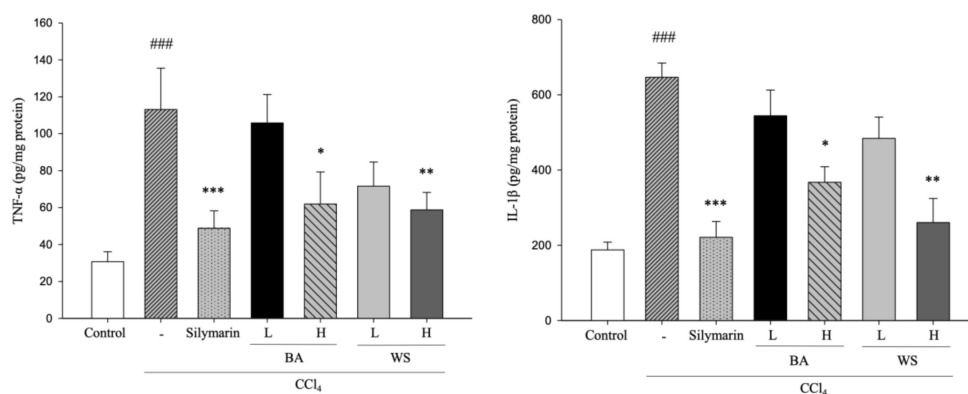 TNF-α (pg/mg protein)
160
140
120
100
80
60
40
20
0
###
***
*
**
Control - Silymarin L H L H
BA WS
CCl₄
IL-1β (pg/mg protein)
800
600
400
200
0
###
***
*
**
Control - Silymarin L H L H
BA WS
CCl₄